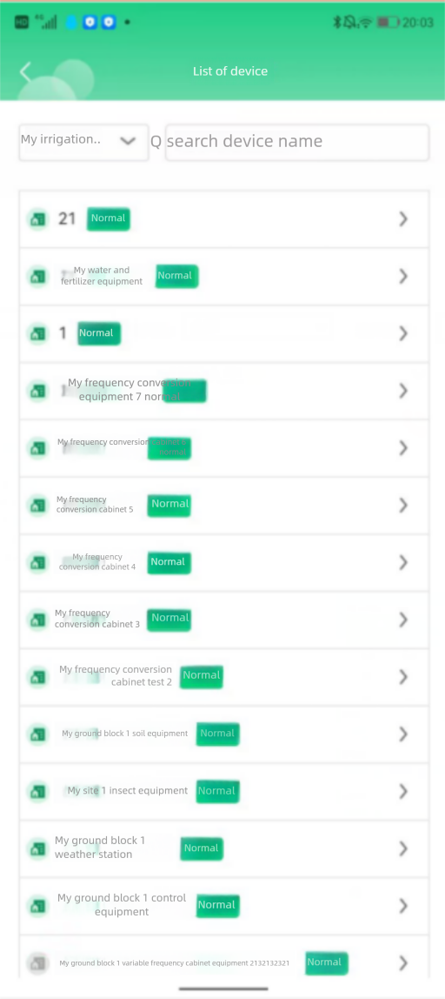 HD 4G 20:03
List of device
My irrigation.. Q search device name
21 Normal
My water and
fertilizer equipment Normal
1 Normal
My frequency conversion
equipment 7 normal
My frequency conversion
My frequency
conversion cabinet 5 Normal
My frequency
conversion cabinet 4 Normal
My frequency
conversion cabinet 3 Normal
My frequency conversion
cabinet test 2 Normal
My ground block 1 soil equipment Normal
My site 1 insect equipment Normal
My ground block 1
weather station Normal
My ground block 1 control
equipment Normal
My ground block 1 variable frequency cabinet equipment 2132132321 Normal